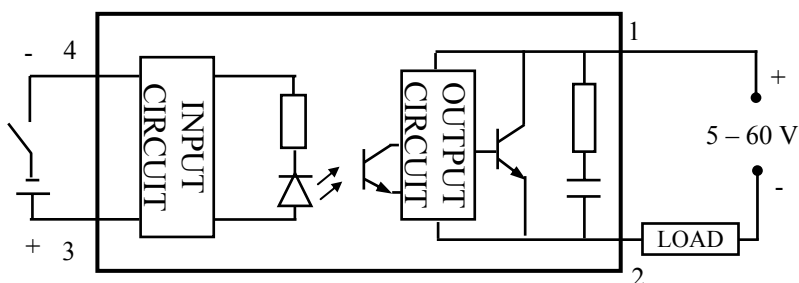 - 4
INPUT
CIRCUIT
+ 3
OUTPUT
CIRCUIT
1
+
5 – 60 V
-
LOAD
2